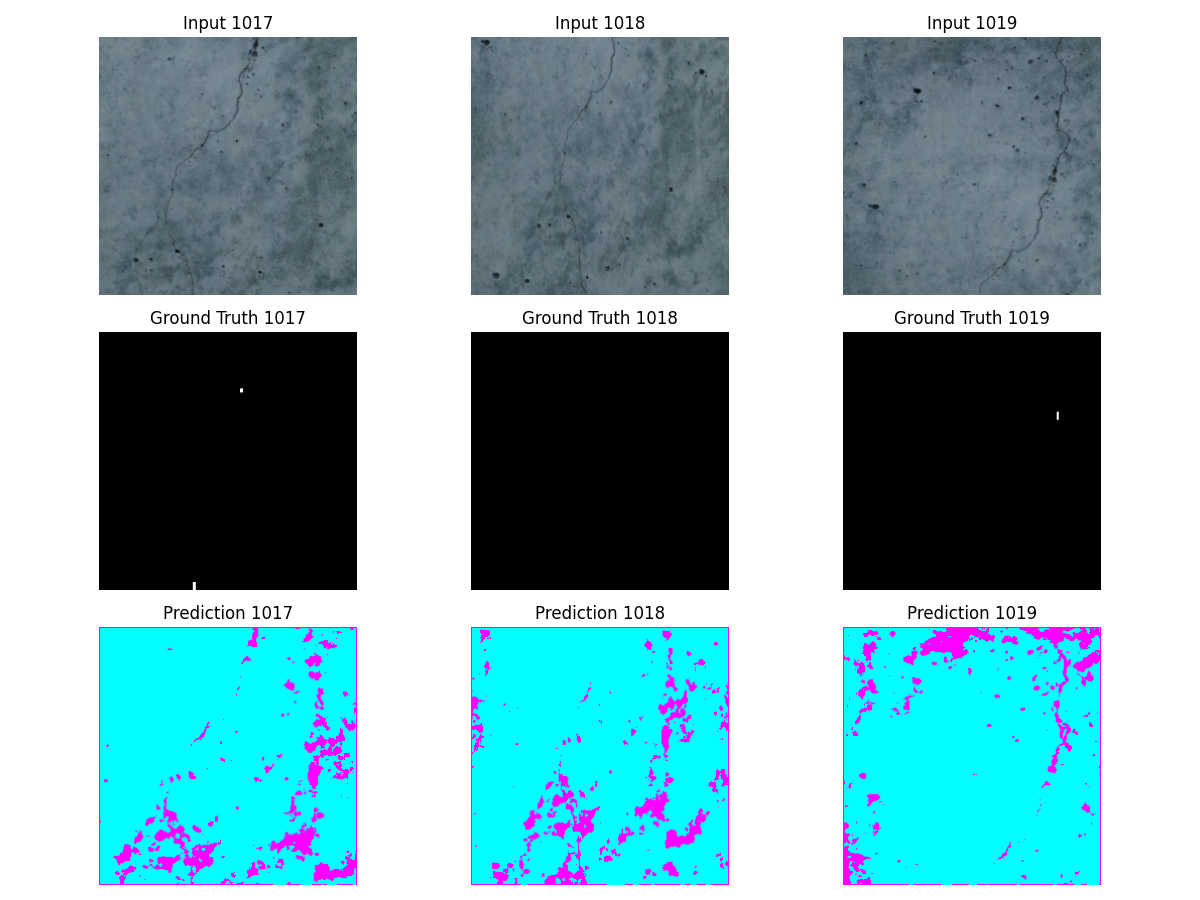 Input 1017
Input 1018
Input 1019
Ground Truth 1017
Ground Truth 1018
Ground Truth 1019
Prediction 1017
Prediction 1018
Prediction 1019